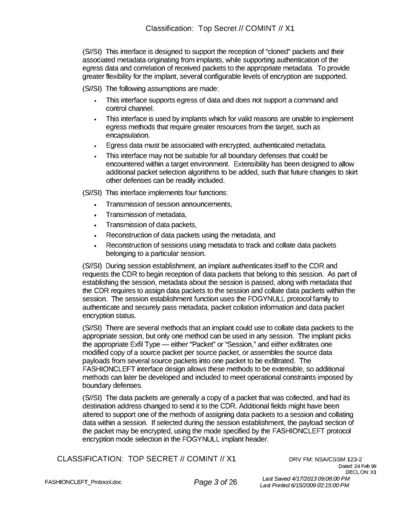 Classification: Top Secret // COMINT // X1
(S//SI) This interface is designed to support the reception of "cloned" packets and their
associated metadata originating from implants, while supporting authentication of the
egress data and correlation of received packets to the appropriate metadata. To provide
greater flexibility for the implant, several configurable levels of encryption are supported.
(S//SI) The following assumptions are made:
• This interface supports egress of data and does not support a command and
control channel.
• This interface is used by implants which for valid reasons are unable to implement
egress methods that require greater resources from the target, such as
encapsulation.
• Egress data must be associated with encrypted, authenticated metadata.
• This interface may not be suitable for all boundary defenses that could be
encountered within a target environment. Extensibility has been designed to allow
additional packet selection algorithms to be added, such that future changes to skirt
other defenses can be readily included.
(S//SI) This interface implements four functions:
• Transmission of session announcements,
• Transmission of metadata,
• Transmission of data packets,
• Reconstruction of data packets using the metadata, and
• Reconstruction of sessions using metadata to track and collate data packets
belonging to a particular session.
(S//SI) During session establishment, an implant authenticates itself to the CDR and
requests the CDR to begin reception of data packets that belong to this session. As part of
establishing the session, metadata about the session is passed, along with metadata that
the CDR requires to assign data packets to the session and collate data packets within the
session. The session establishment function uses the FOGYNULL protocol family to
authenticate and securely pass metadata, packet collation information and data packet
encryption status.
(S//SI) There are several methods that an implant could use to collate data packets to the
appropriate session, but only one method can be used in any session. The implant picks
the appropriate Exfil Type — either "Packet" or "Session," and either exfiltrates one
modified copy of a source packet per source packet, or assembles the source data
payloads from several source packets into one packet to be exfiltrated. The
FASHIONCLEFT interface design allows these methods to be extensible, so additional
methods can later be developed and included to meet operational constraints imposed by
boundary defenses.
(S//SI) The data packets are generally a copy of a packet that was collected, and had its
destination address changed to send it to the CDR. Additional fields might have been
altered to support one of the methods of assigning data packets to a session and collating
data within a session. If selected during the session establishment, the payload section of
the packet may be encrypted, using the mode specified by the FASHIONCLEFT protocol
encryption mode selection in the FOGYNULL implant header.
CLASSIFICATION: TOP SECRET // COMINT // X1
DRV FM: NSA/CSSM 123-2
Dated: 24 Feb 98
DECL ON: X1
FASHIONCLEFT_Protocol.doc
Page 3 of 26
Last Saved 4/17/2013 09:08:00 PM
Last Printed 6/15/2009 02:15:00 PM